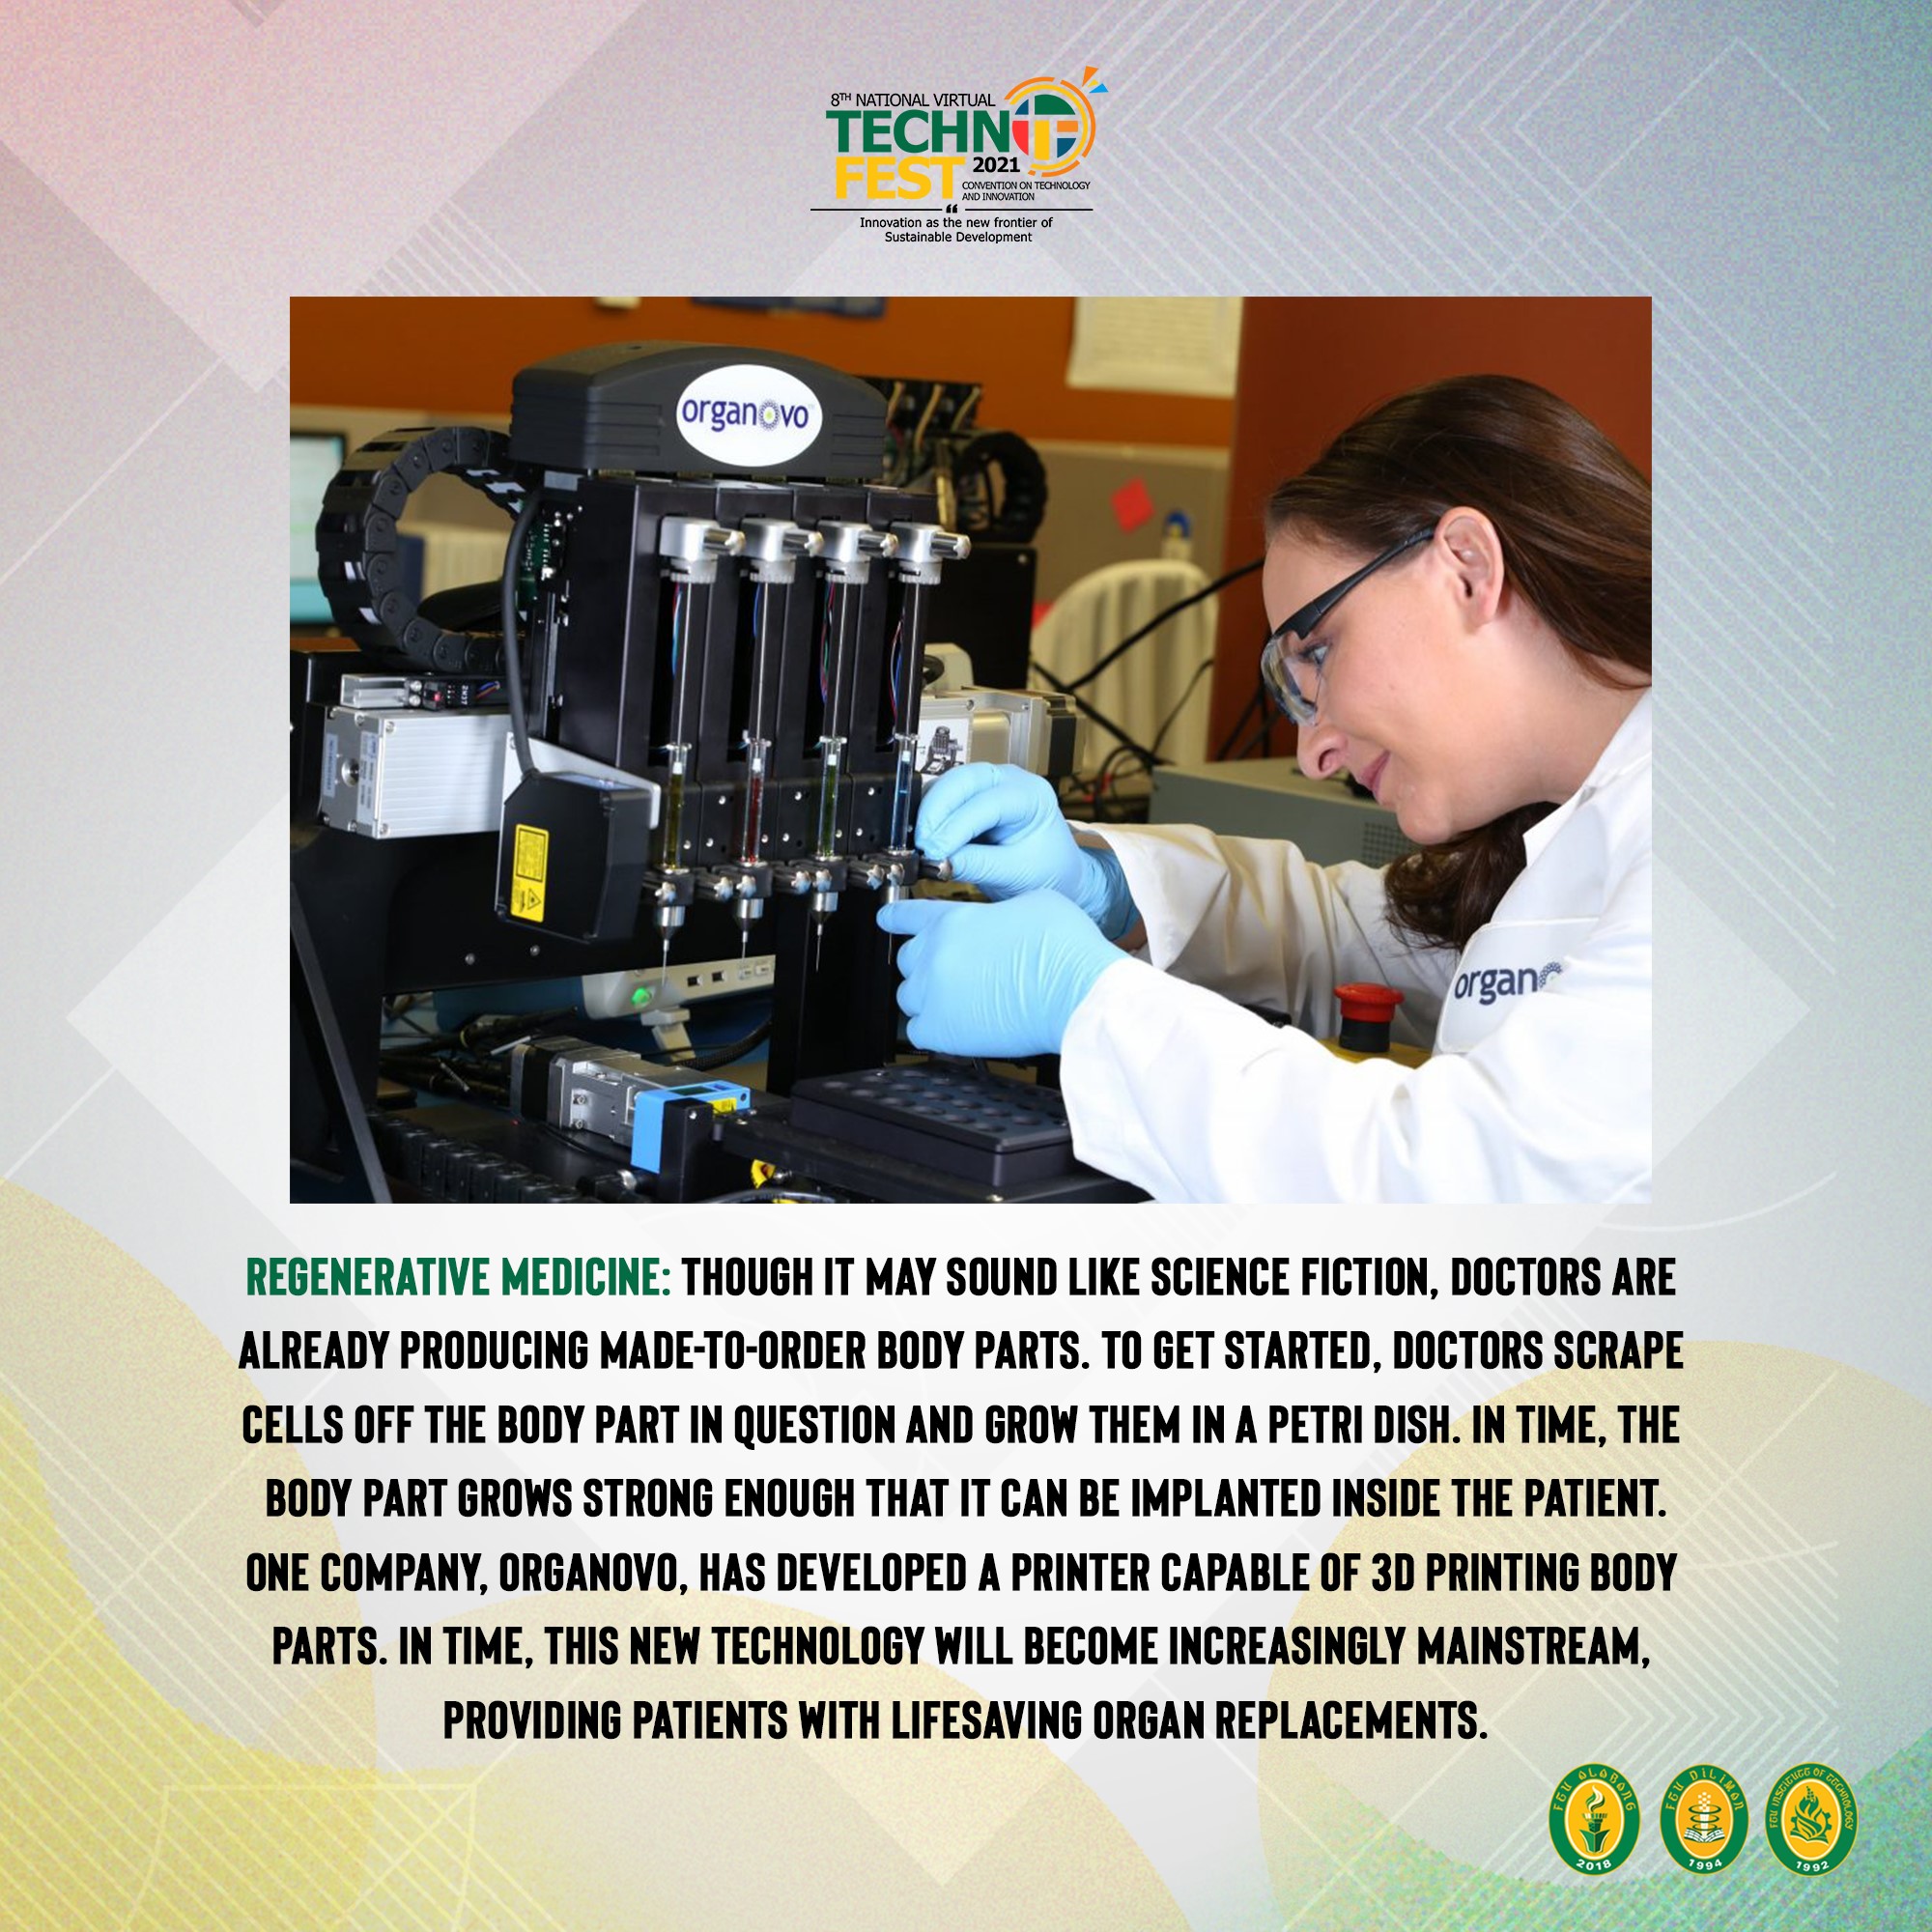 8TH NATIONAL VIRTUAL
TECHNO
FEST 2021
CONVENTION ON TECHNOLOGY
AND INNOVATION
“
Innovation as the new frontier of
Sustainable Development
organovo
organo
REGENERATIVE MEDICINE: THOUGH IT MAY SOUND LIKE SCIENCE FICTION, DOCTORS ARE
ALREADY PRODUCING MADE-TO-ORDER BODY PARTS. TO GET STARTED, DOCTORS SCRAPE
CELLS OFF THE BODY PART IN QUESTION AND GROW THEM IN A PETRI DISH. IN TIME, THE
BODY PART GROWS STRONG ENOUGH THAT IT CAN BE IMPLANTED INSIDE THE PATIENT.
ONE COMPANY, ORGANOVO, HAS DEVELOPED A PRINTER CAPABLE OF 3D PRINTING BODY
PARTS. IN TIME, THIS NEW TECHNOLOGY WILL BECOME INCREASINGLY MAINSTREAM,
PROVIDING PATIENTS WITH LIFESAVING ORGAN REPLACEMENTS.
FEU ALABANG
2018
FEU DILIMAN
1994
FEU INSTITUTE OF TECHNOLOGY
1992